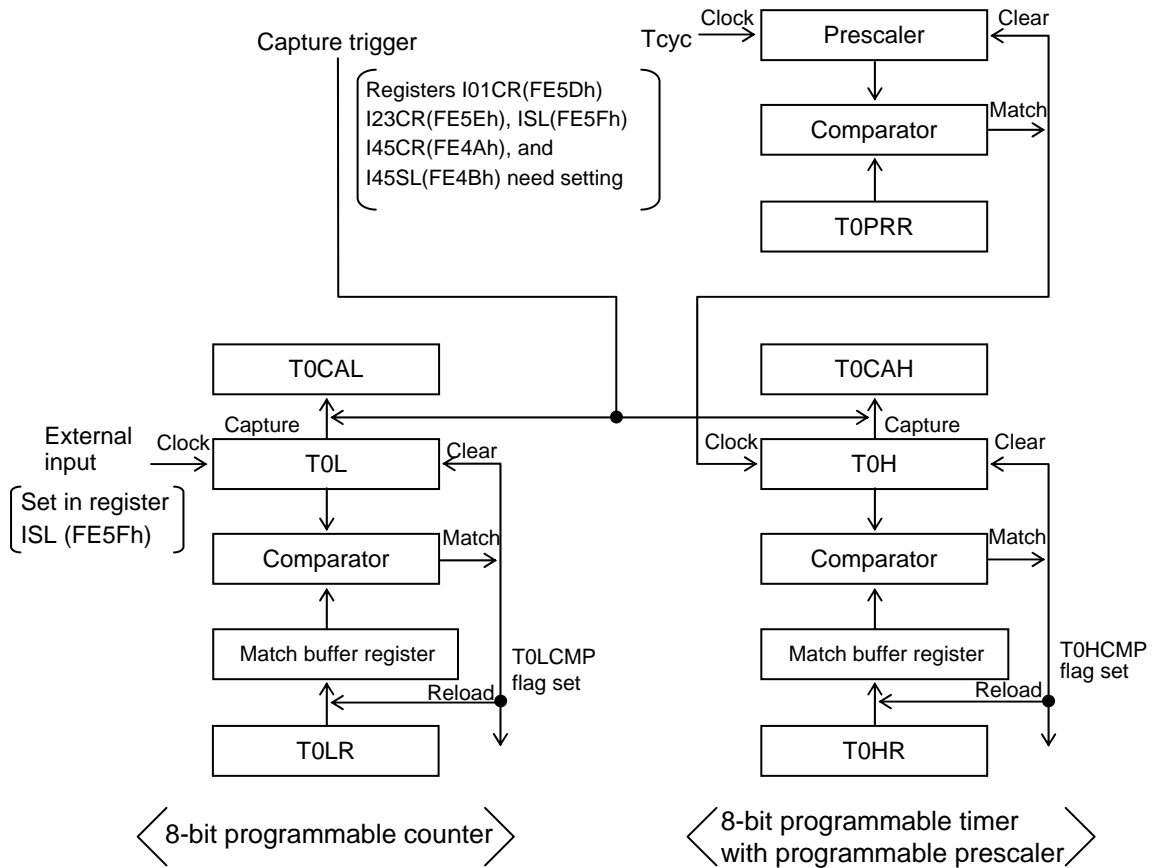 Capture trigger
Registers I01CR(FE5Dh)
I23CR(FE5Eh), ISL(FE5Fh)
I45CR(FE4Ah), and
I45SL(FE4Bh) need setting
Tcyc
Clock
Prescaler
Clear
Comparator
Match
T0PRR
T0CAL
Capture
External
input
Clock
T0L
Clear
Set in register
ISL (FE5Fh)
Comparator
Match
Match buffer register
T0LCMP
flag set
Reload
T0LR
8-bit programmable counter
T0CAH
Capture
Clock
T0H
Clear
Comparator
Match
Match buffer register
T0HCMP
flag set
Reload
T0HR
8-bit programmable timer
with programmable prescaler